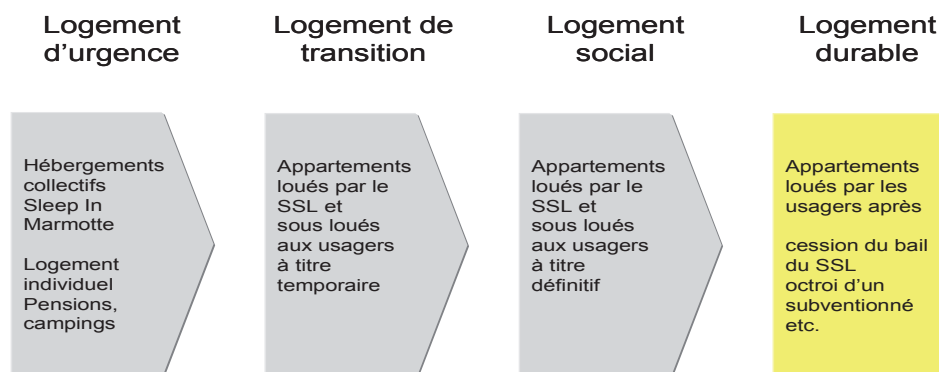 Logement
d'urgence
Logement de
transition
Logement
social
Logement
durable
Hébergements
collectifs
Sleep In
Marmotte
Logement
individuel
Pensions,
campings
Appartements
loués par le
SSL et
sous loués
aux usagers
à titre
temporaire
Appartements
loués par le
SSL et
sous loués
aux usagers
à titre
définitif
Appartements
loués par les
usagers après
cession du bail
du SSL
octroi d'un
subventionné
etc.